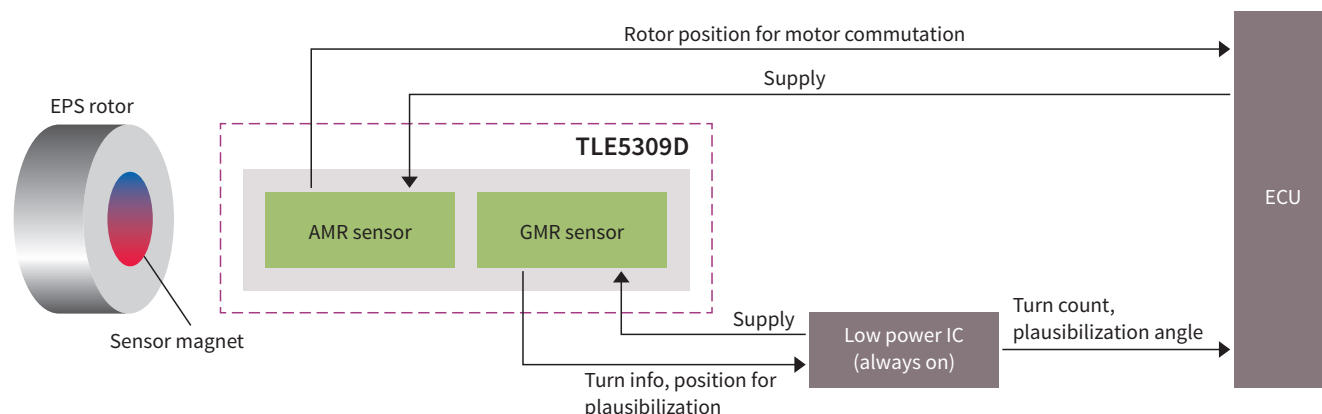 Rotor position for motor commutation
Supply
EPS rotor
TLE5309D
AMR sensor
GMR sensor
ECU
Sensor magnet
Supply
Low power IC
(always on)
Turn count,
plausibilization angle
Turn info, position for
plausibilization